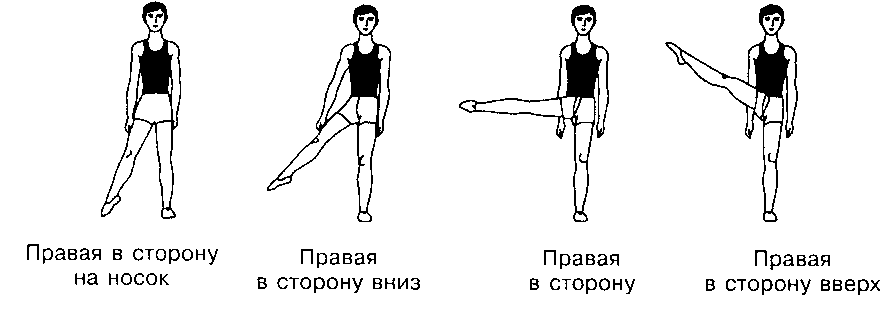 Правая в сторону
на носок
Правая
в сторону вниз
Правая
в сторону
Правая
в сторону вверх